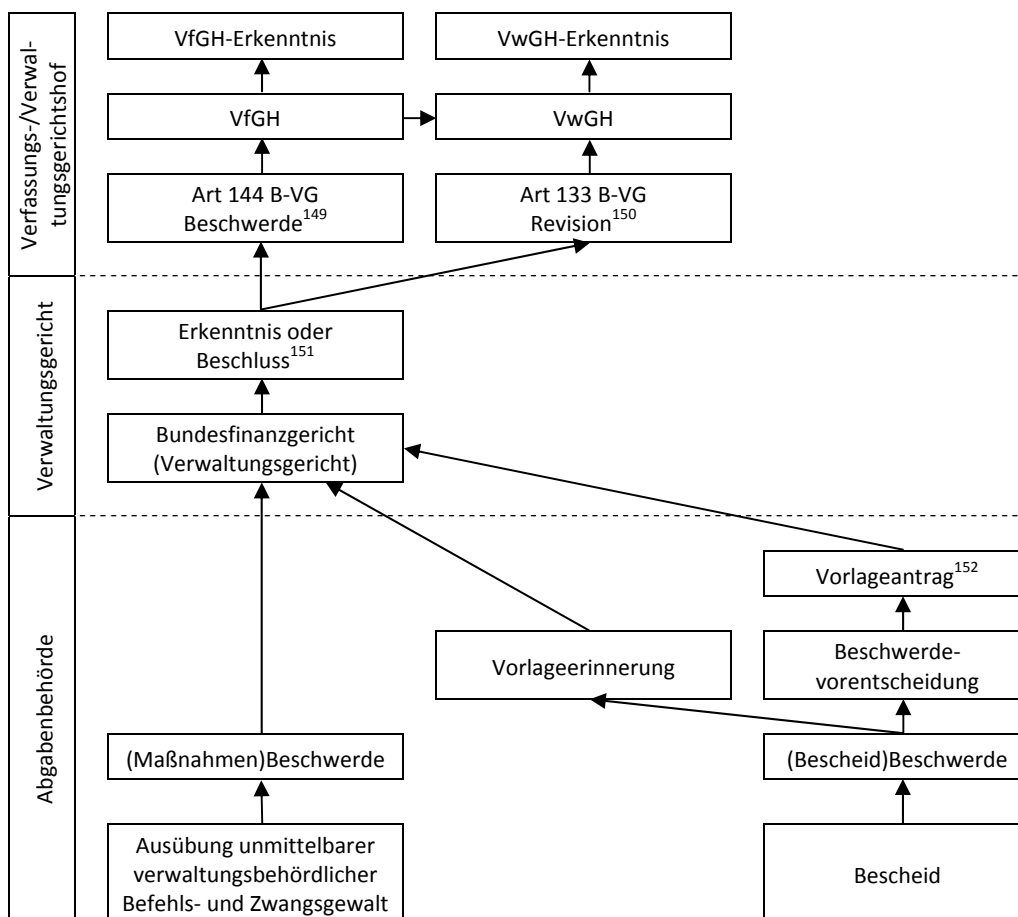 Verfassungs-/Verwal-
tungsgerichtshof
VfGH-Erkenntnis
VwGH-Erkenntnis
VfGH
VwGH
Art 144 B-VG
Beschwerde149
Art 133 B-VG
Revision150
Verwaltungsgericht
Erkenntnis oder
Beschluss151
Bundesfinanzgericht
(Verwaltungsgericht)
Abgabenbehörde
Vorlageantrag152
Vorlageerinnerung
Beschwerde-
vorentscheidung
(Maßnahmen)Beschwerde
(Bescheid)Beschwerde
Ausübung unmittelbarer
verwaltungsbehördlicher
Befehls- und Zwangsgewalt
Bescheid